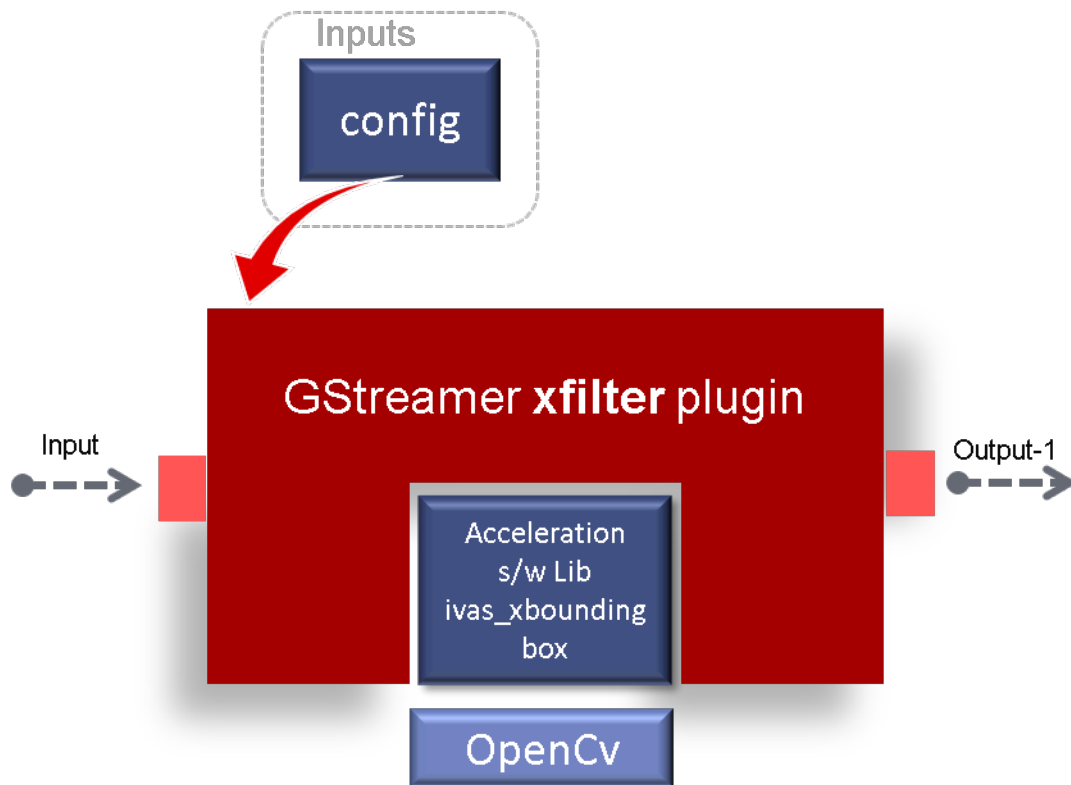 Inputs
config
GStreamer xfilter plugin
Input
Output-1
Acceleration
s/w Lib
ivas_xbounding
box
OpenCv